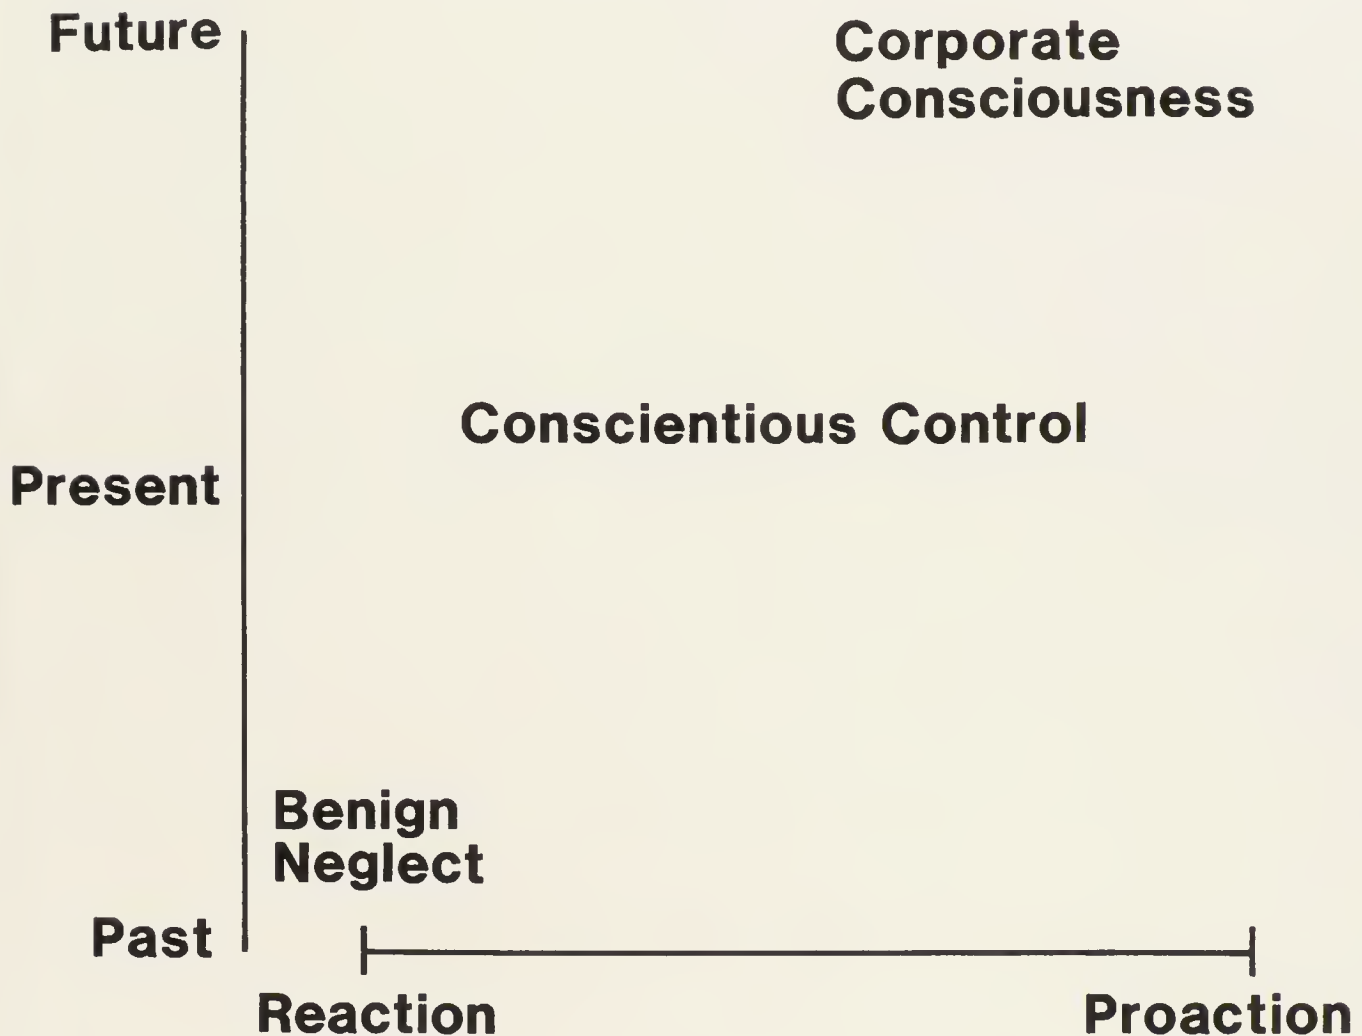 Future
Corporate
Consciousness
Conscientious Control
Present
Benign
Neglect
Past
Reaction
Proaction